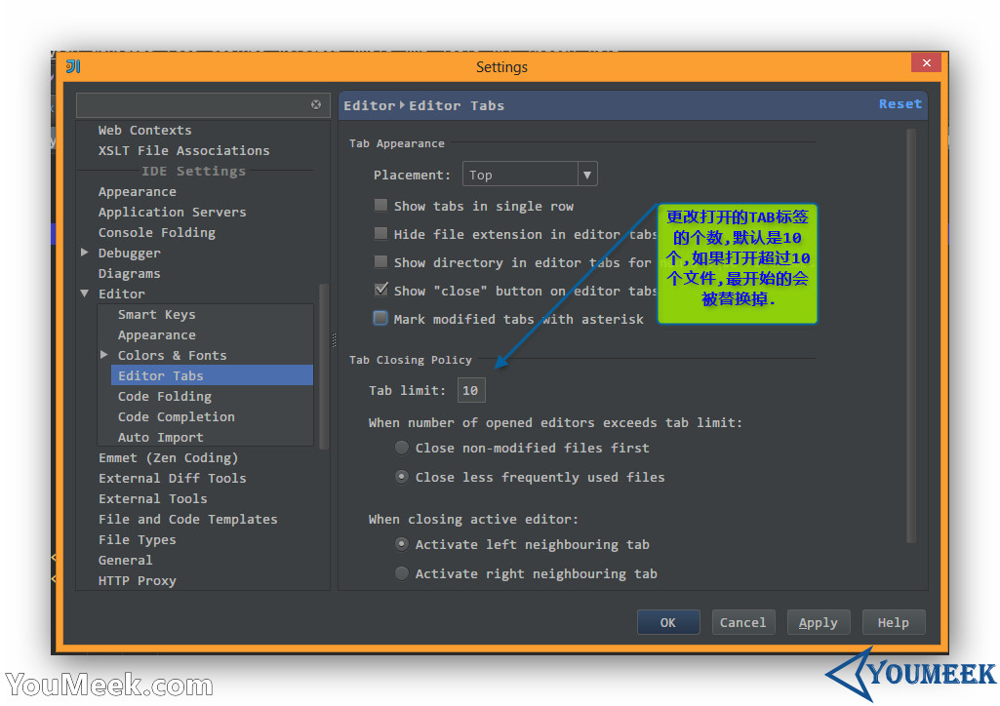 Settings
Editor Editor Tabs
Reset
Web Contexts
XSLT File Associations
IDE Settings
Appearance
Application Servers
Console Folding
Debugger
Diagrams
Editor
Smart Keys
Appearance
Colors & Fonts
Editor Tabs
Code Folding
Code Completion
Auto Import
Emmet (Zen Coding)
External Diff Tools
External Tools
File and Code Templates
File Types
General
HTTP Proxy
Tab Appearance
Placement: Top
Show tabs in single row
Hide file extension in editor tabs
Show directory in editor tabs for
Show "close" button on editor tabs
Mark modified tabs with asterisk
更改打开的TAB标签
的个数,默认是10
个,如果打开超过10
个文件,最开始的会
被替换掉.
Tab Closing Policy
Tab limit: 10
When number of opened editors exceeds tab limit:
Close non-modified files first
Close less frequently used files
When closing active editor:
Activate left neighbouring tab
Activate right neighbouring tab
OK
Cancel
Apply
Help
YouMeek.com
YOUMEEK